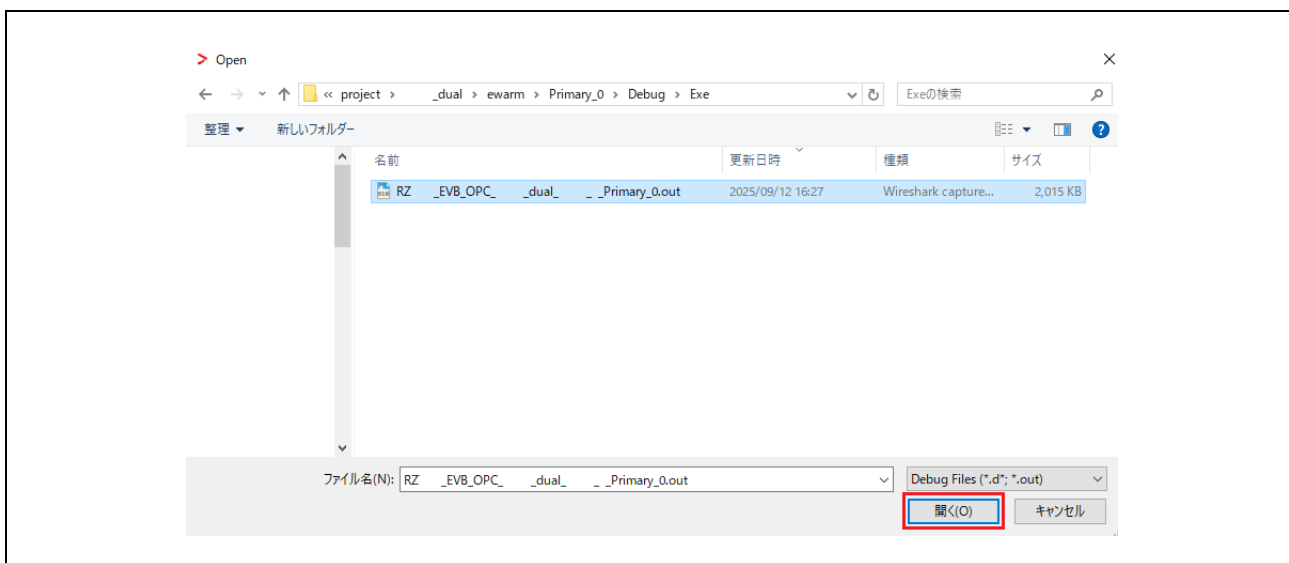 Open
« project > _dual > ewarm > Primary_0 > Debug > Exe
Exeの検索
整理 新しいフォルダー
名前 更新日時 種類 サイズ
RZ _EVB_OPC_ _dual_ _ _Primary_0.out 2025/09/12 16:27 Wireshark capture... 2,015 KB
ファイル名(N): RZ _EVB_OPC_ _dual_ _ _Primary_0.out Debug Files (*.d*; *.out)
開く(O) キャンセル